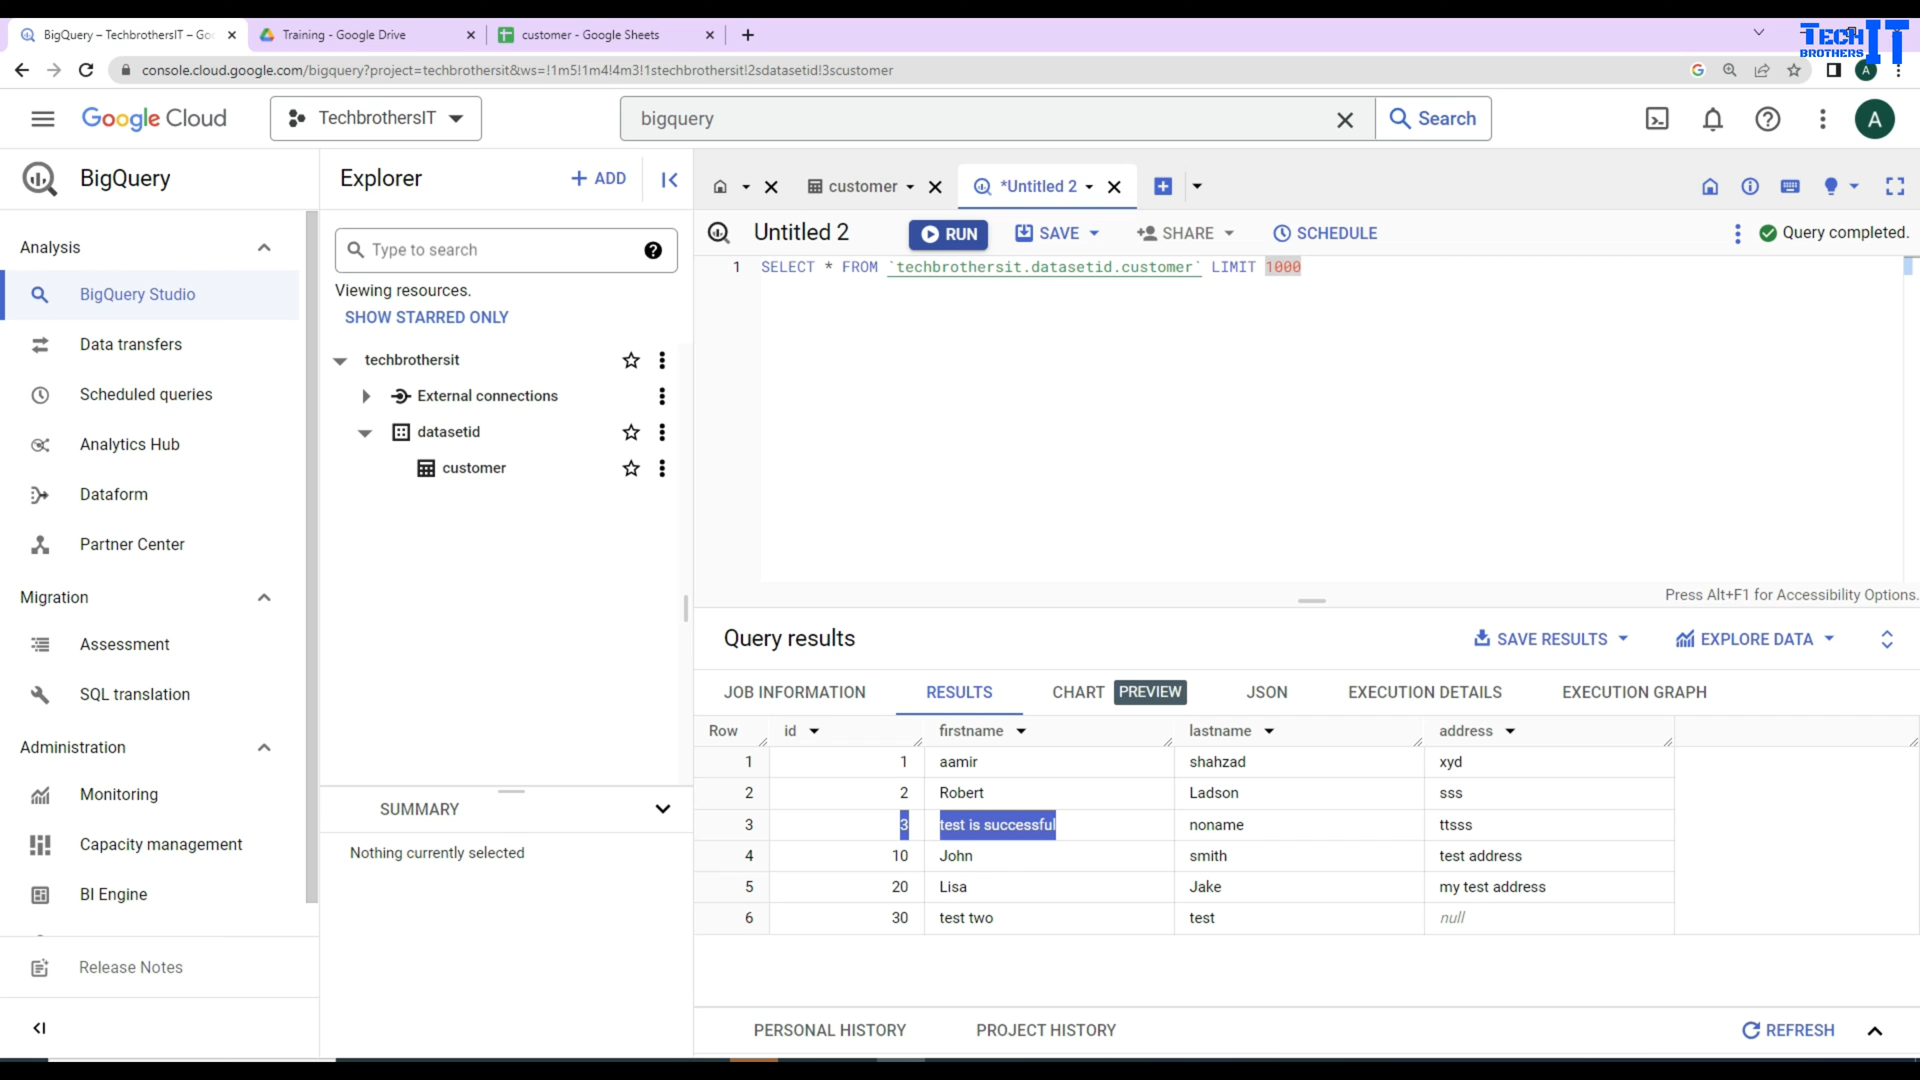 BigQuery – TechbrothersIT – Goo
Training - Google Drive
customer - Google Sheets
TECH IT
BROTHERS
console.cloud.google.com/bigquery?project=techbrothersit&ws=!1m5!1m4!4m3!1stechbrothersit!2sdatasetid!3scustomer
A
Google Cloud
TechbrothersIT
bigquery
Search
A
BigQuery
Explorer
+ ADD
customer
*Untitled 2
Untitled 2
RUN
SAVE
SHARE
SCHEDULE
Query completed.
Analysis
BigQuery Studio
Data transfers
Scheduled queries
Analytics Hub
Dataform
Partner Center
Migration
Assessment
SQL translation
Administration
Monitoring
Capacity management
BI Engine
Release Notes
Type to search
Viewing resources.
SHOW STARRED ONLY
techbrothersit
External connections
datasetid
customer
SUMMARY
Nothing currently selected
1 SELECT * FROM `techbrothersit.datasetid.customer` LIMIT 1000
Press Alt+F1 for Accessibility Options.
Query results
SAVE RESULTS
EXPLORE DATA
JOB INFORMATION RESULTS CHART PREVIEW JSON EXECUTION DETAILS EXECUTION GRAPH
Row id firstname lastname address
1 1 aamir shahzad xyd
2 2 Robert Ladson sss
3 3 test is successful noname ttsss
4 10 John smith test address
5 20 Lisa Jake my test address
6 30 test two test null
PERSONAL HISTORY PROJECT HISTORY
REFRESH